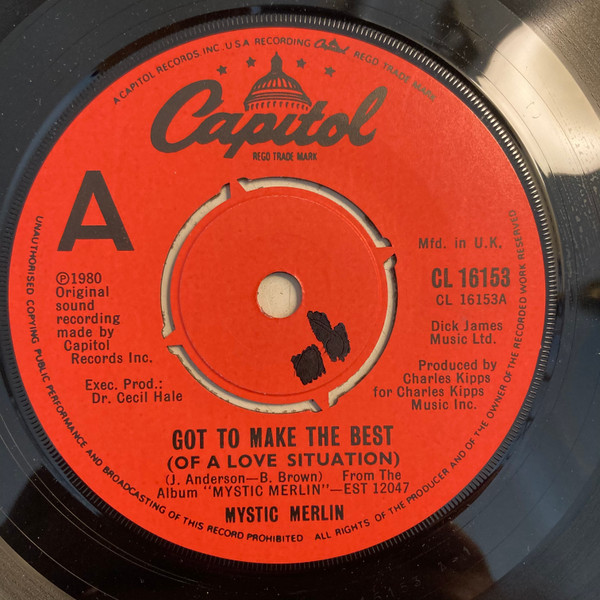 A CAPITOL RECORDS, INC. U.S.A RECORDING Capitol REGD TRADE MARK
Capitol
REGD TRADE MARK
A
Mfd. in U.K.
CL 16153
CL 16153A
℗1980
Original
sound
recording
made by
Capitol
Records Inc.
Dick James
Music Ltd.
Exec. Prod.:
Dr. Cecil Hale
Produced by
Charles Kipps
for Charles Kipps
Music Inc.
GOT TO MAKE THE BEST
(OF A LOVE SITUATION)
(J. Anderson—B. Brown) From The
Album "MYSTIC MERLIN"—EST 12047
MYSTIC MERLIN
UNAUTHORISED COPYING PUBLIC PERFORMANCE AND BROADCASTING OF THIS RECORD PROHIBITED ALL RIGHTS OF THE PRODUCER AND OF THE OWNER OF THE RECORDED WORK RESERVED